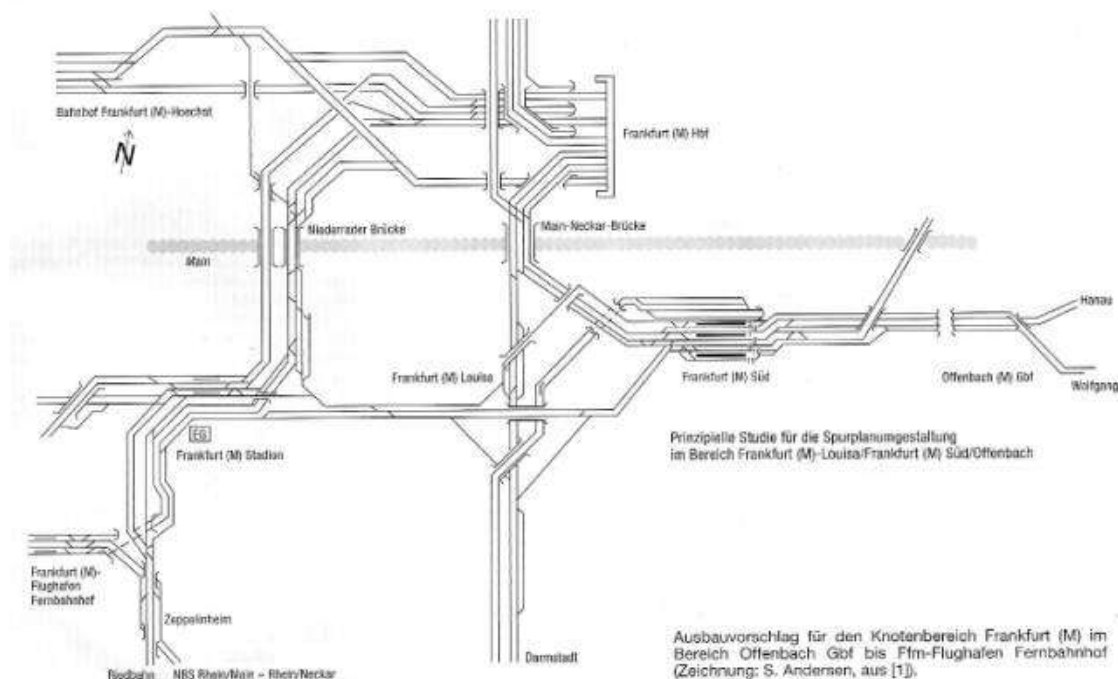 Bahnhof Frankfurt (M)-Hoechst
N
Frankfurt (M) Hbf
Niederrader Brücke
Main-Neckar-Brücke
Main
Hanau
Frankfurt (M) Louisa
Frankfurt (M) Süd
Offenbach (M) Gbf
Wolfgang
EG
Frankfurt (M) Stadion
Prinzipielle Studie für die Spurplanumgestaltung
im Bereich Frankfurt (M)-Louisa/Frankfurt (M) Süd/Offenbach
Frankfurt (M)-
Flughafen
Fernbahnhof
Zeppelinheim
Riedbahn
NBS Rhein/Main – Rhein/Neckar
Darmstadt
Ausbauvorschlag für den Knotenbereich Frankfurt (M) im
Bereich Offenbach Gbf bis Ffm-Flughafen Fernbahnhof
(Zeichnung: S. Andersen, aus [1]).